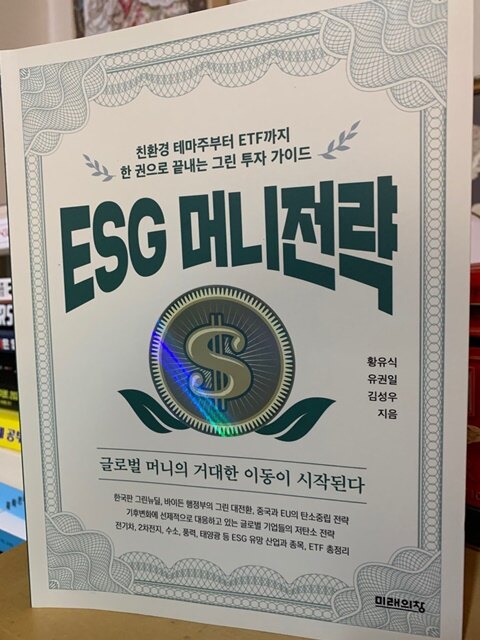 친환경 테마주부터 ETF까지
한 권으로 끝내는 그린 투자 가이드
ESG 머니전략
황유식
유권일
김성우
지음
글로벌 머니의 거대한 이동이 시작된다
한국판 그린뉴딜, 바이든 행정부의 그린 대전환, 중국과 EU의 탄소중립 전략
기후변화에 선제적으로 대응하고 있는 글로벌 기업들의 저탄소 전략
전기차, 2차전지, 수소, 풍력, 태양광 등 ESG 유망 산업과 종목, ETF 총정리
미래의창